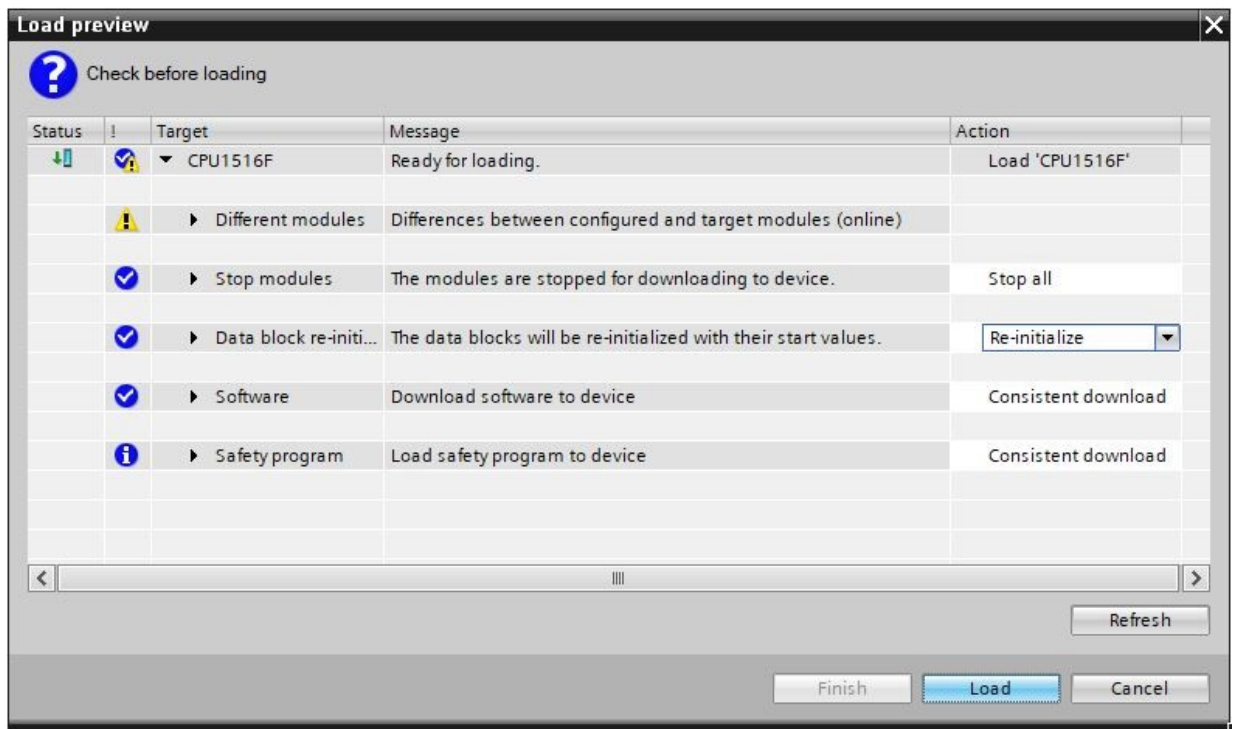 Load preview
Check before loading
Status ! Target Message Action
CPU1516F Ready for loading. Load 'CPU1516F'
Different modules Differences between configured and target modules (online)
Stop modules The modules are stopped for downloading to device. Stop all
Data block re-initi... The data blocks will be re-initialized with their start values. Re-initialize
Software Download software to device Consistent download
Safety program Load safety program to device Consistent download
Refresh
Finish Load Cancel